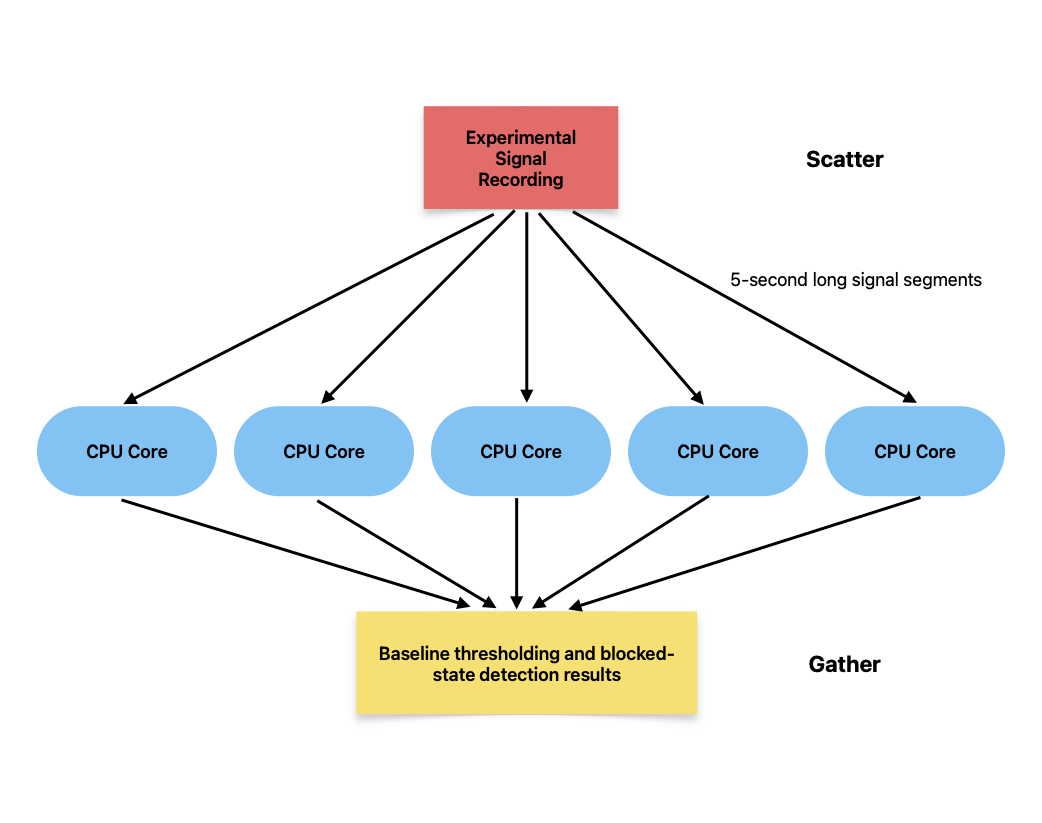 Experimental
Signal
Recording
Scatter
5-second long signal segments
CPU Core
CPU Core
CPU Core
CPU Core
CPU Core
Baseline thresholding and blocked-
state detection results
Gather